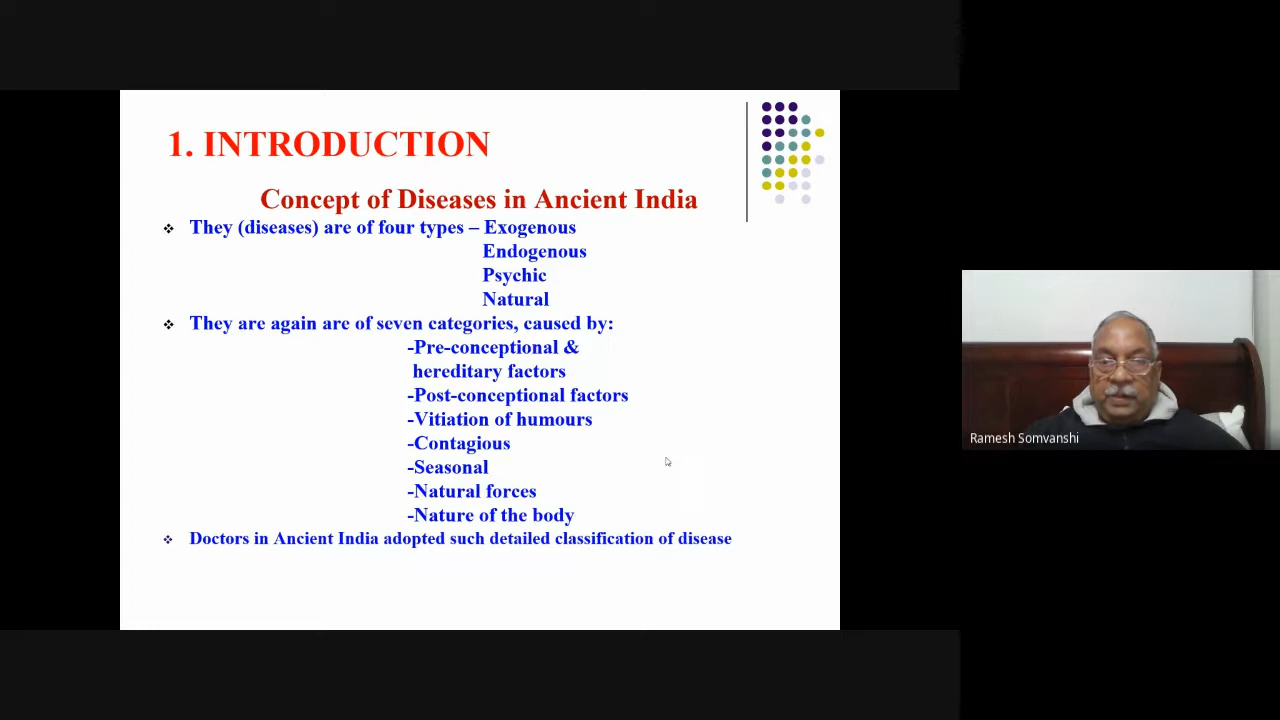 1. INTRODUCTION
Concept of Diseases in Ancient India
They (diseases) are of four types – Exogenous
Endogenous
Psychic
Natural
They are again are of seven categories, caused by:
-Pre-conceptional &
hereditary factors
-Post-conceptional factors
-Vitiation of humours
-Contagious
-Seasonal
-Natural forces
-Nature of the body
Doctors in Ancient India adopted such detailed classification of disease
Ramesh Somvanshi